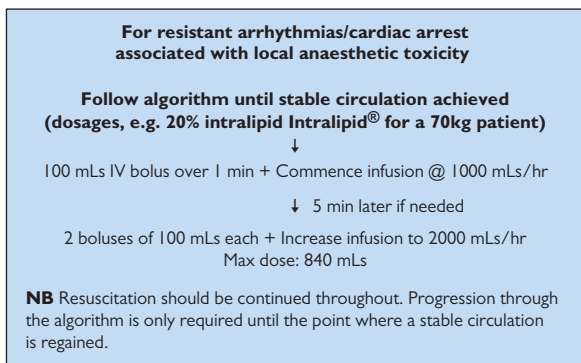 For resistant arrhythmias/cardiac arrest
associated with local anaesthetic toxicity
Follow algorithm until stable circulation achieved
(dosages, e.g. 20% intralipid Intralipid® for a 70kg patient)
↓
100 mLs IV bolus over 1 min + Commence infusion @ 1000 mLs/hr
↓ 5 min later if needed
2 boluses of 100 mLs each + Increase infusion to 2000 mLs/hr
Max dose: 840 mLs
NB Resuscitation should be continued throughout. Progression through
the algorithm is only required until the point where a stable circulation
is regained.